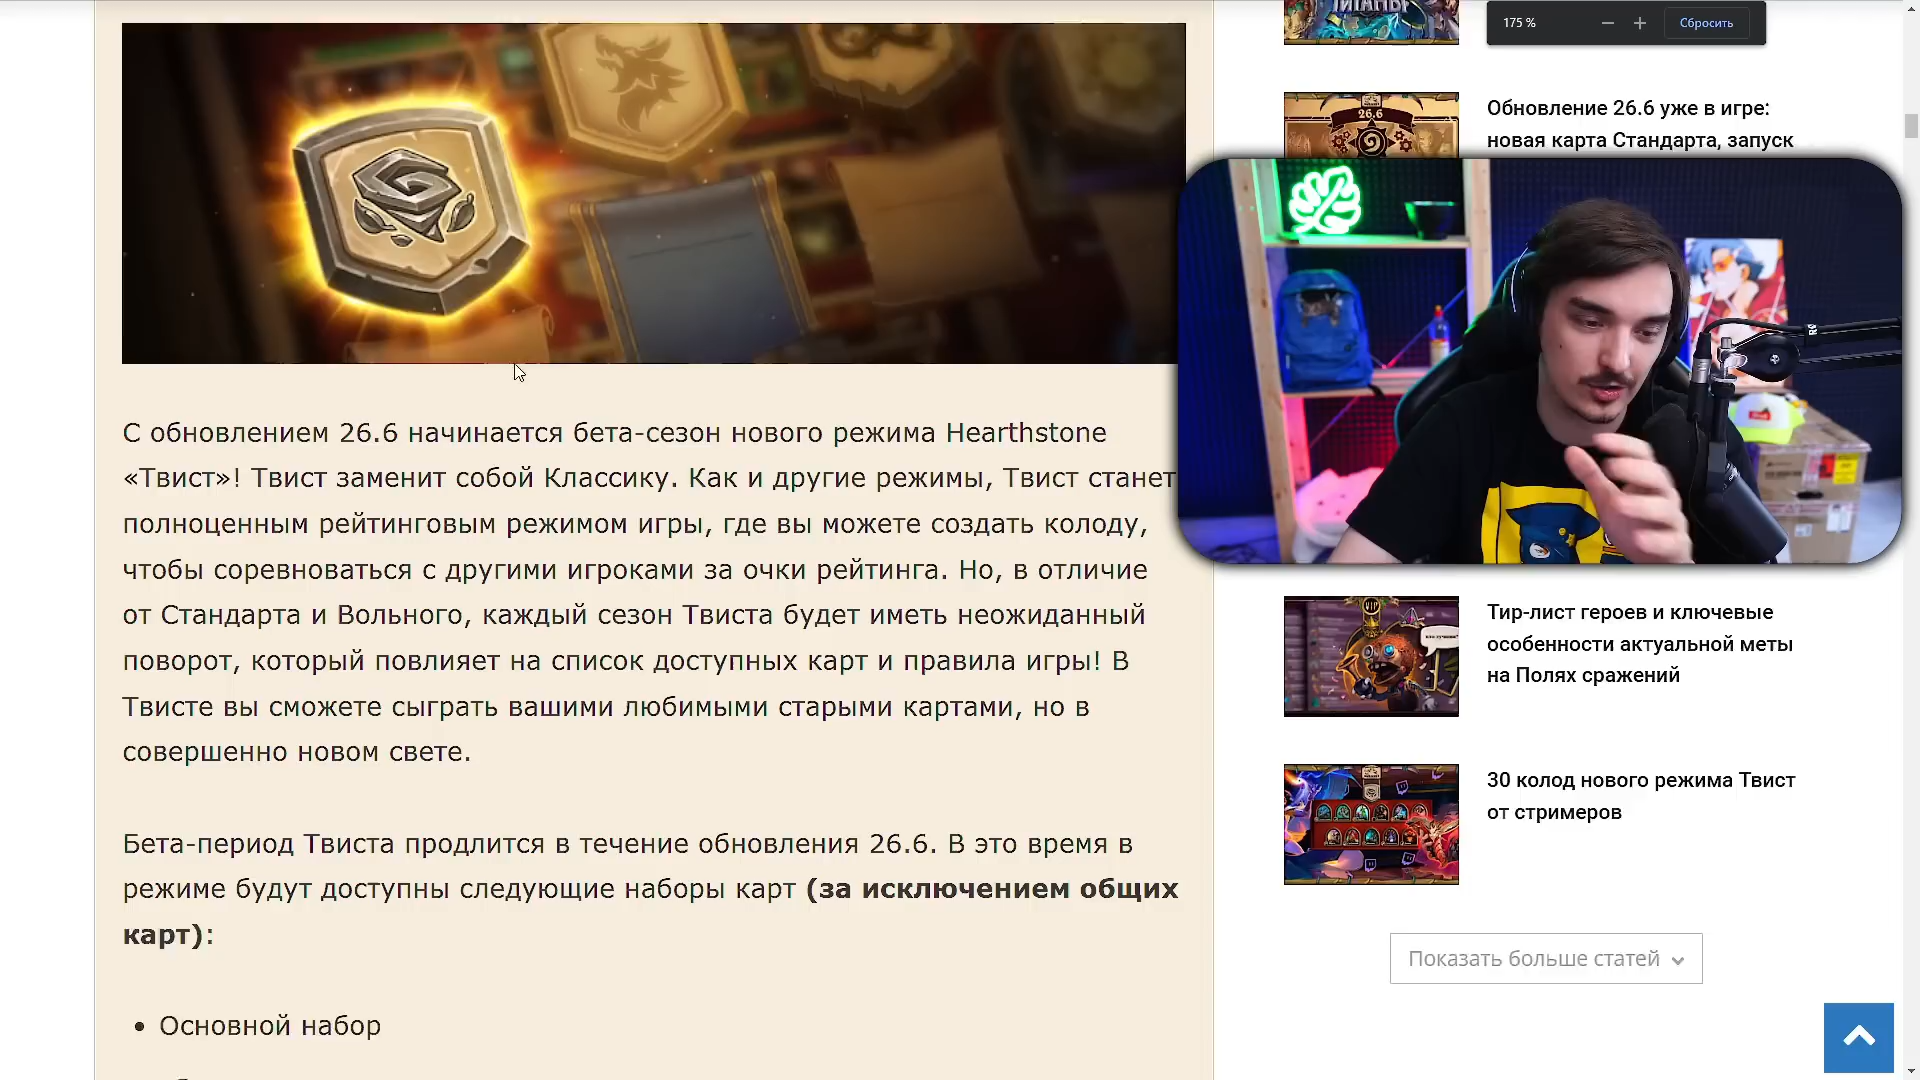 175 %
Сбросить
ТИТАНЫ
Обновление 26.6 уже в игре:
новая карта Стандарта, запуск
26.6
С обновлением 26.6 начинается бета-сезон нового режима Hearthstone
«Твист»! Твист заменит собой Классику. Как и другие режимы, Твист станет
полноценным рейтинговым режимом игры, где вы можете создать колоду,
чтобы соревноваться с другими игроками за очки рейтинга. Но, в отличие
от Стандарта и Вольного, каждый сезон Твиста будет иметь неожиданный
поворот, который повлияет на список доступных карт и правила игры! В
Твисте вы сможете сыграть вашими любимыми старыми картами, но в
совершенно новом свете.
Бета-период Твиста продлится в течение обновления 26.6. В это время в
режиме будут доступны следующие наборы карт (за исключением общих
карт):
• Основной набор
VIP
Тир-лист героев и ключевые
особенности актуальной меты
на Полях сражений
30 колод нового режима Твист
от стримеров
Показать больше статей